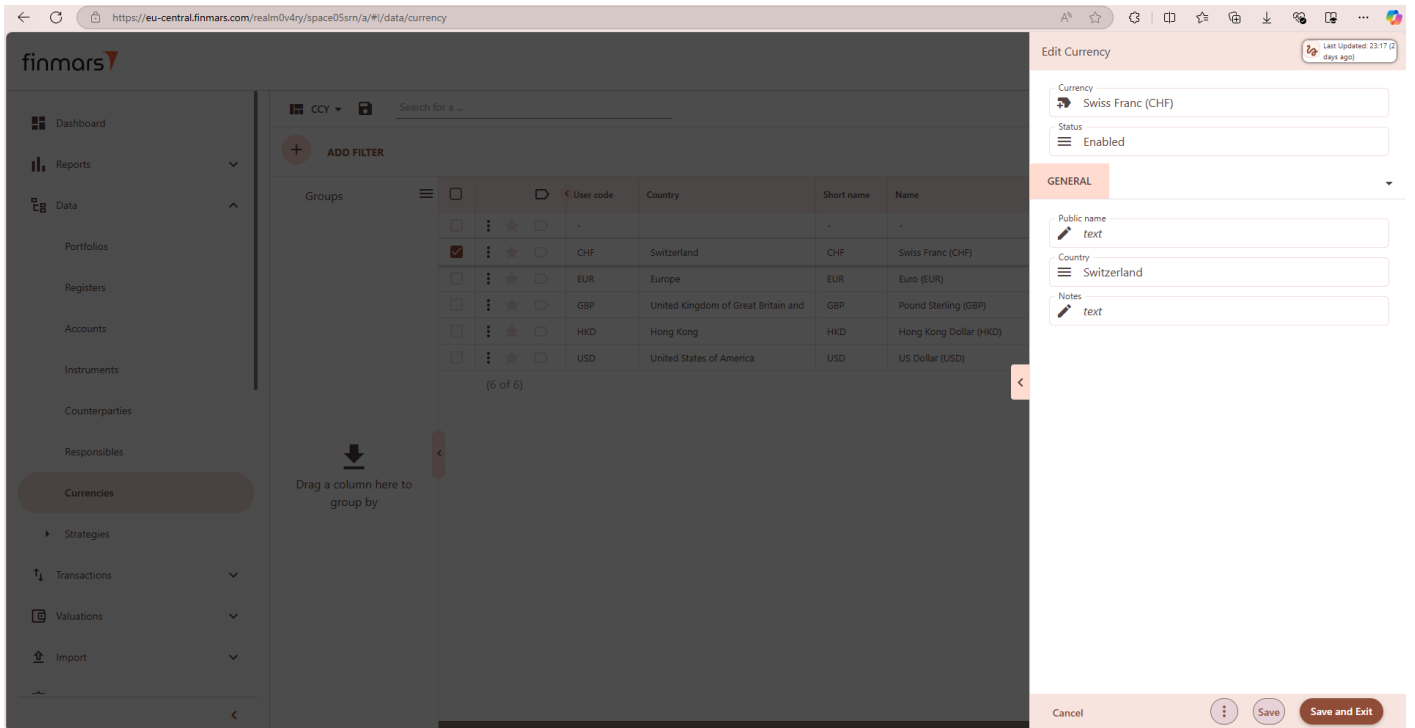 https://eu-central.finmars.com/realm0v4ry/space05srn/a/#!/data/currency
finmars
Dashboard
Reports
Data
Portfolios
Registers
Accounts
Instruments
Counterparties
Responsibles
Currencies
Strategies
Transactions
Valuations
Import
CCY
Search for a ...
ADD FILTER
Groups
Drag a column here to
group by
User code Country Short name Name
- - -
CHF Switzerland CHF Swiss Franc (CHF)
EUR Europe EUR Euro (EUR)
GBP United Kingdom of Great Britain and GBP Pound Sterling (GBP)
HKD Hong Kong HKD Hong Kong Dollar (HKD)
USD United States of America USD US Dollar (USD)
(6 of 6)
Edit Currency
Last Updated: 23:17 (2
days ago)
Currency
Swiss Franc (CHF)
Status
Enabled
GENERAL
Public name
text
Country
Switzerland
Notes
text
Cancel
Save
Save and Exit